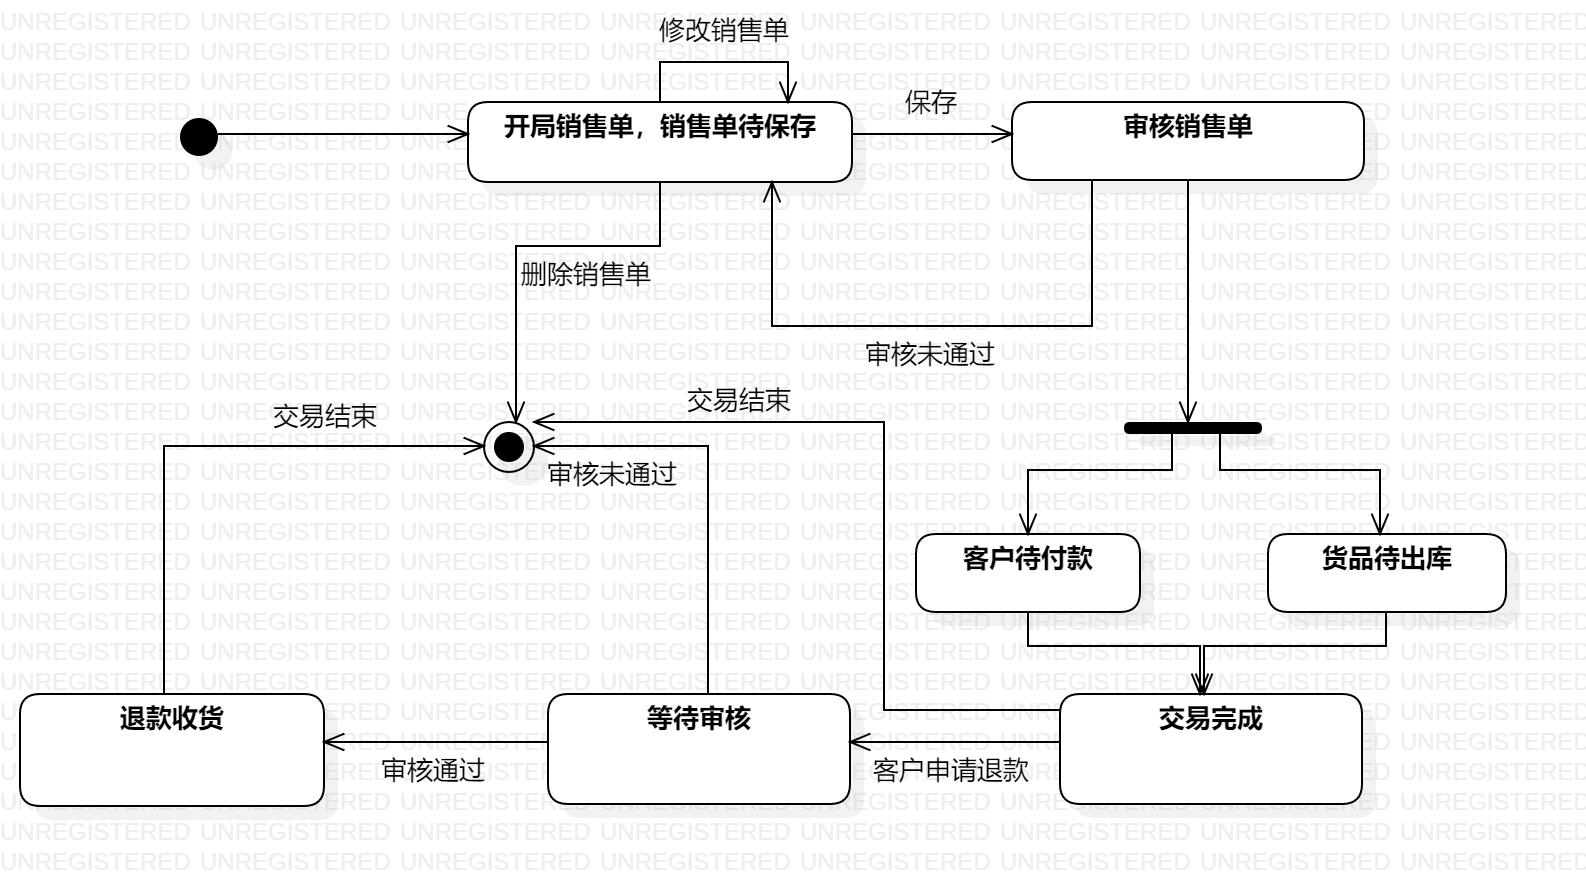 修改销售单
保存
开局销售单，销售单待保存
审核销售单
删除销售单
审核未通过
交易结束
交易结束
审核未通过
客户待付款
货品待出库
退款收货
等待审核
交易完成
审核通过
客户申请退款
UNREGISTERED